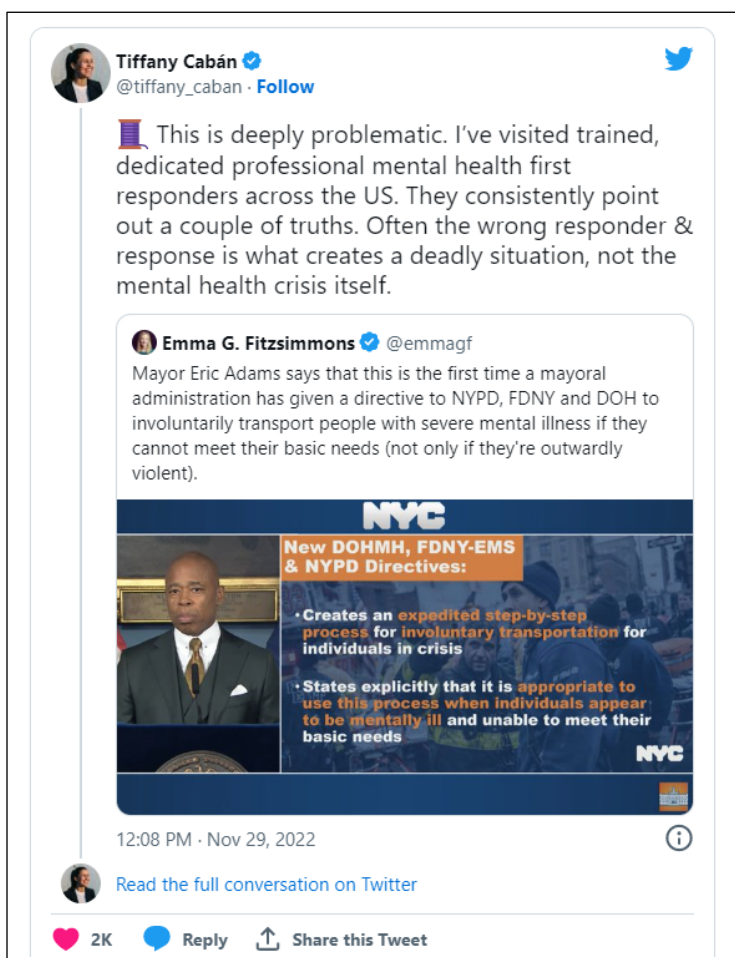 Tiffany Cabán
@tiffany_caban · Follow
This is deeply problematic. I've visited trained,
dedicated professional mental health first
responders across the US. They consistently point
out a couple of truths. Often the wrong responder &
response is what creates a deadly situation, not the
mental health crisis itself.
Emma G. Fitzsimmons @emmagf
Mayor Eric Adams says that this is the first time a mayoral
administration has given a directive to NYPD, FDNY and DOH to
involuntarily transport people with severe mental illness if they
cannot meet their basic needs (not only if they're outwardly
violent).
NYC
New DOHMH, FDNY-EMS
& NYPD Directives:
•Creates an expedited step-by-step
process for involuntary transportation for
individuals in crisis
•States explicitly that it is appropriate to
use this process when individuals appear
to be mentally ill and unable to meet their
basic needs
NYC
12:08 PM · Nov 29, 2022
Read the full conversation on Twitter
2K Reply Share this Tweet